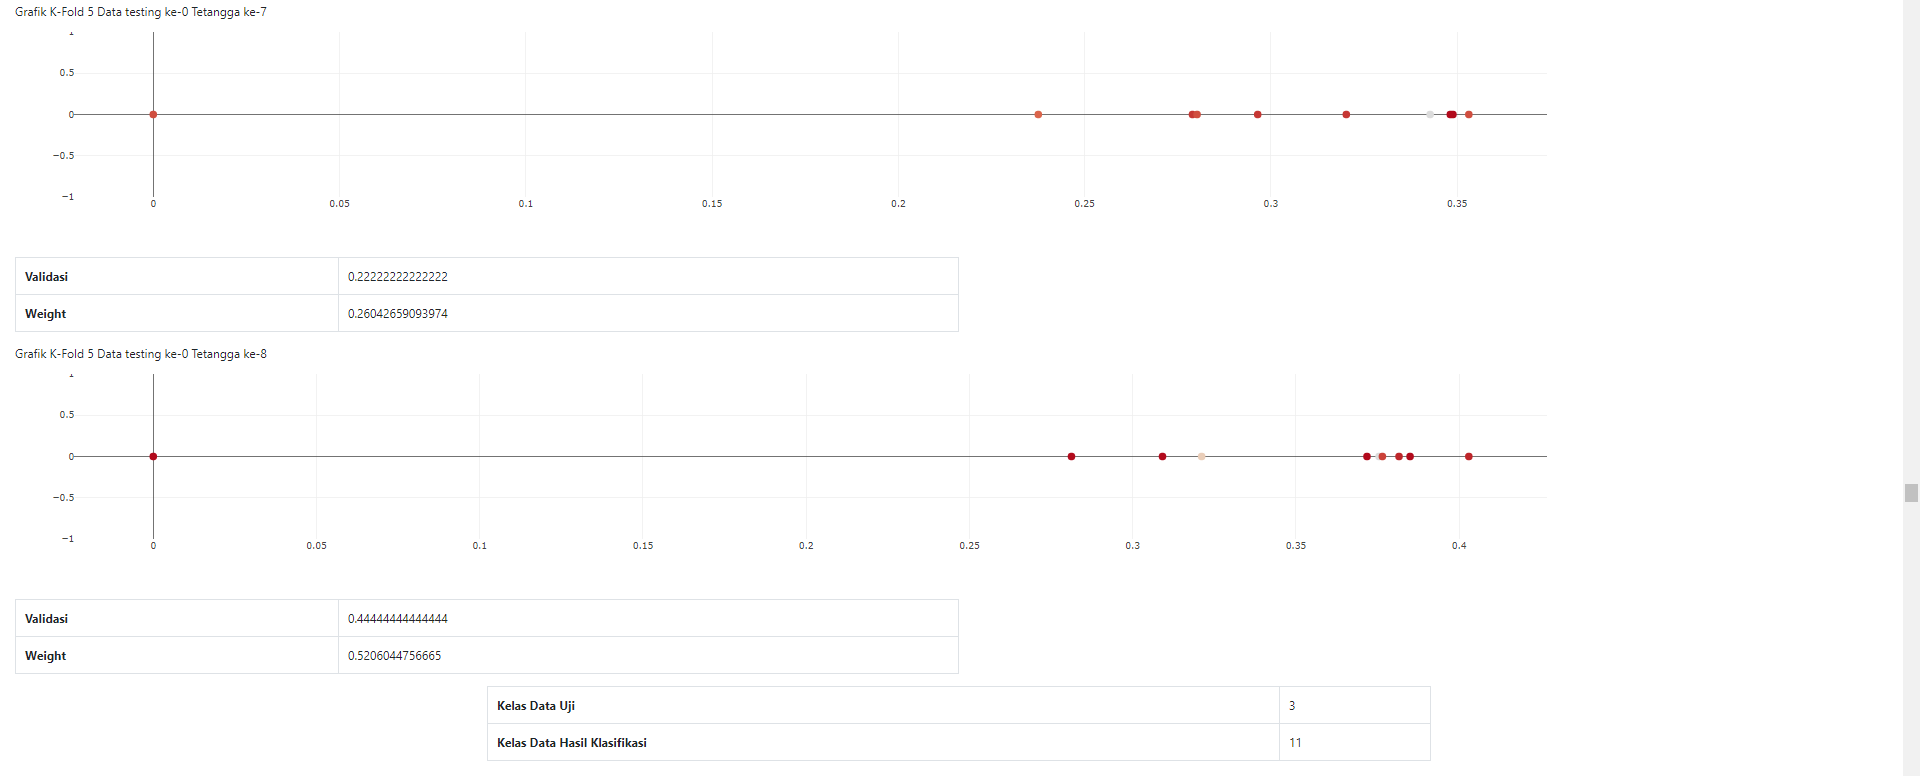 Grafik K-Fold 5 Data testing ke-0 Tetangga ke-7
1
0.5
0
−0.5
−1
0 0.05 0.1 0.15 0.2 0.25 0.3 0.35
Validasi 0.22222222222222
Weight 0.26042659093974
Grafik K-Fold 5 Data testing ke-0 Tetangga ke-8
1
0.5
0
−0.5
−1
0 0.05 0.1 0.15 0.2 0.25 0.3 0.35 0.4
Validasi 0.44444444444444
Weight 0.5206044756665
Kelas Data Uji 3
Kelas Data Hasil Klasifikasi 11